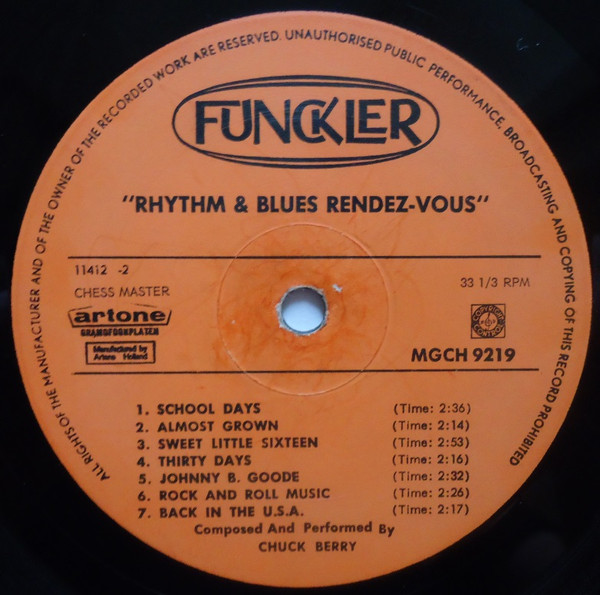 ALL RIGHTS OF THE MANUFACTURER AND OF THE OWNER OF THE RECORDED WORK ARE RESERVED. UNAUTHORISED PUBLIC PERFORMANCE, BROADCASTING AND COPYING OF THIS RECORD PROHIBITED
FUNCKLER
"RHYTHM & BLUES RENDEZ-VOUS"
11412 -2
33 1/3 RPM
CHESS MASTER
artone
GRAMOFOONPLATEN
Manufactured by
Artone Holland
MGCH 9219
1. SCHOOL DAYS (Time: 2:36)
2. ALMOST GROWN (Time: 2:14)
3. SWEET LITTLE SIXTEEN (Time: 2:53)
4. THIRTY DAYS (Time: 2:16)
5. JOHNNY B. GOODE (Time: 2:32)
6. ROCK AND ROLL MUSIC (Time: 2:26)
7. BACK IN THE U.S.A. (Time: 2:17)
Composed And Performed By
CHUCK BERRY